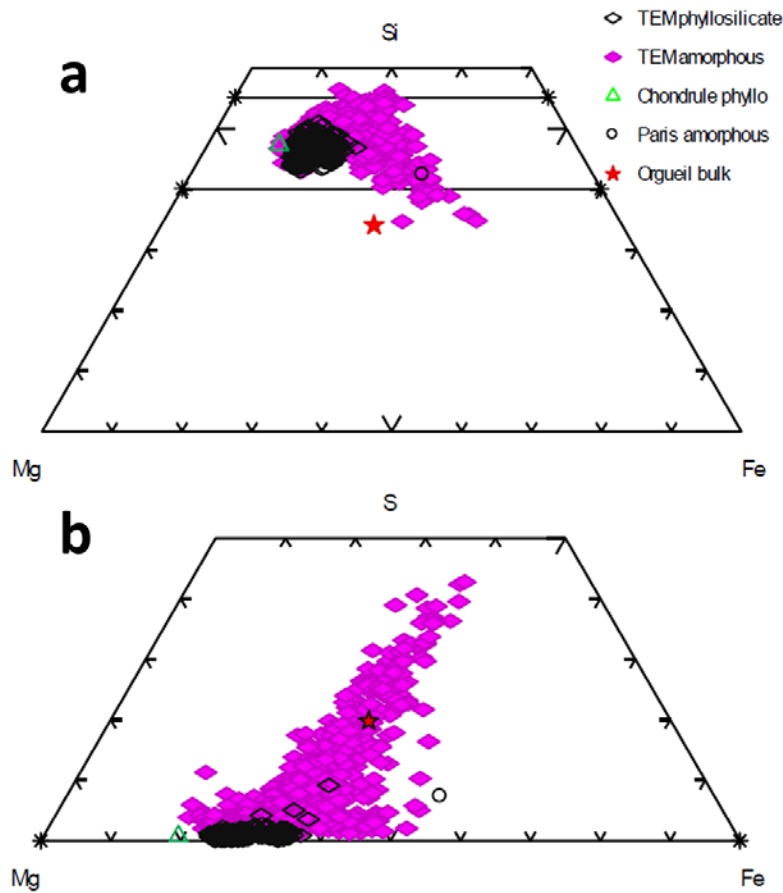 Si
a
TEMphyllosilicate
TEMamorphous
Chondrule phyllo
Paris amorphous
Orgueil bulk
Mg
Fe
S
b
Mg
Fe